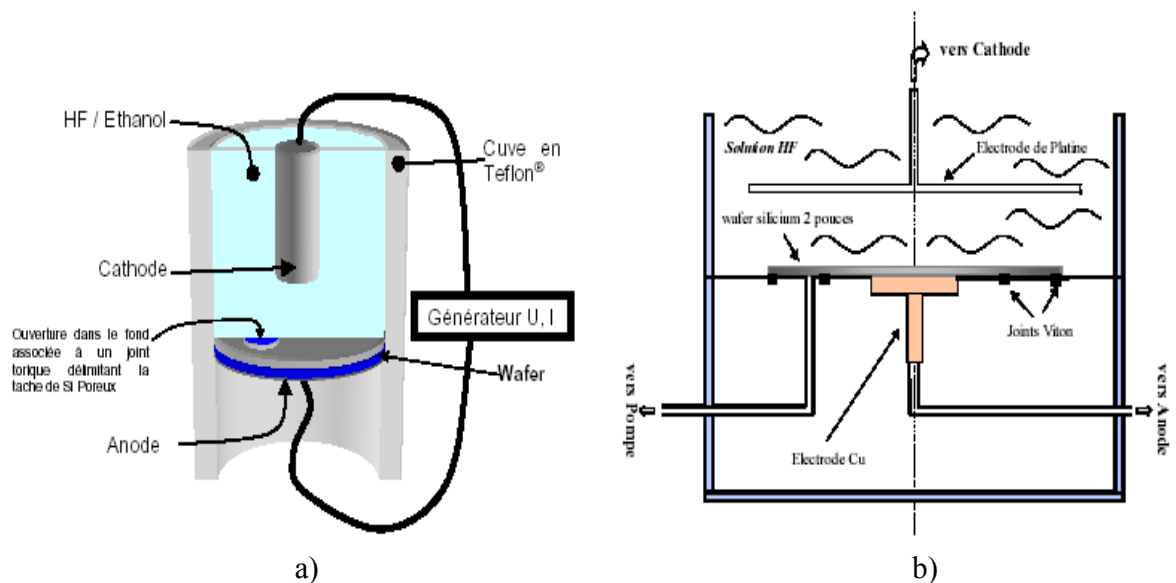 HF / Ethanol
Cuve en
Teflon®
Cathode
Générateur U, I
Ouverture dans le fond
associée à un joint
torique délimitant la
tache de Si Poreux
Wafer
Anode
a)
vers Cathode
Solution HF
Electrode de Platine
wafer silicium 2 pouces
Joints Viton
vers Pompe
vers Anode
Electrode Cu
b)